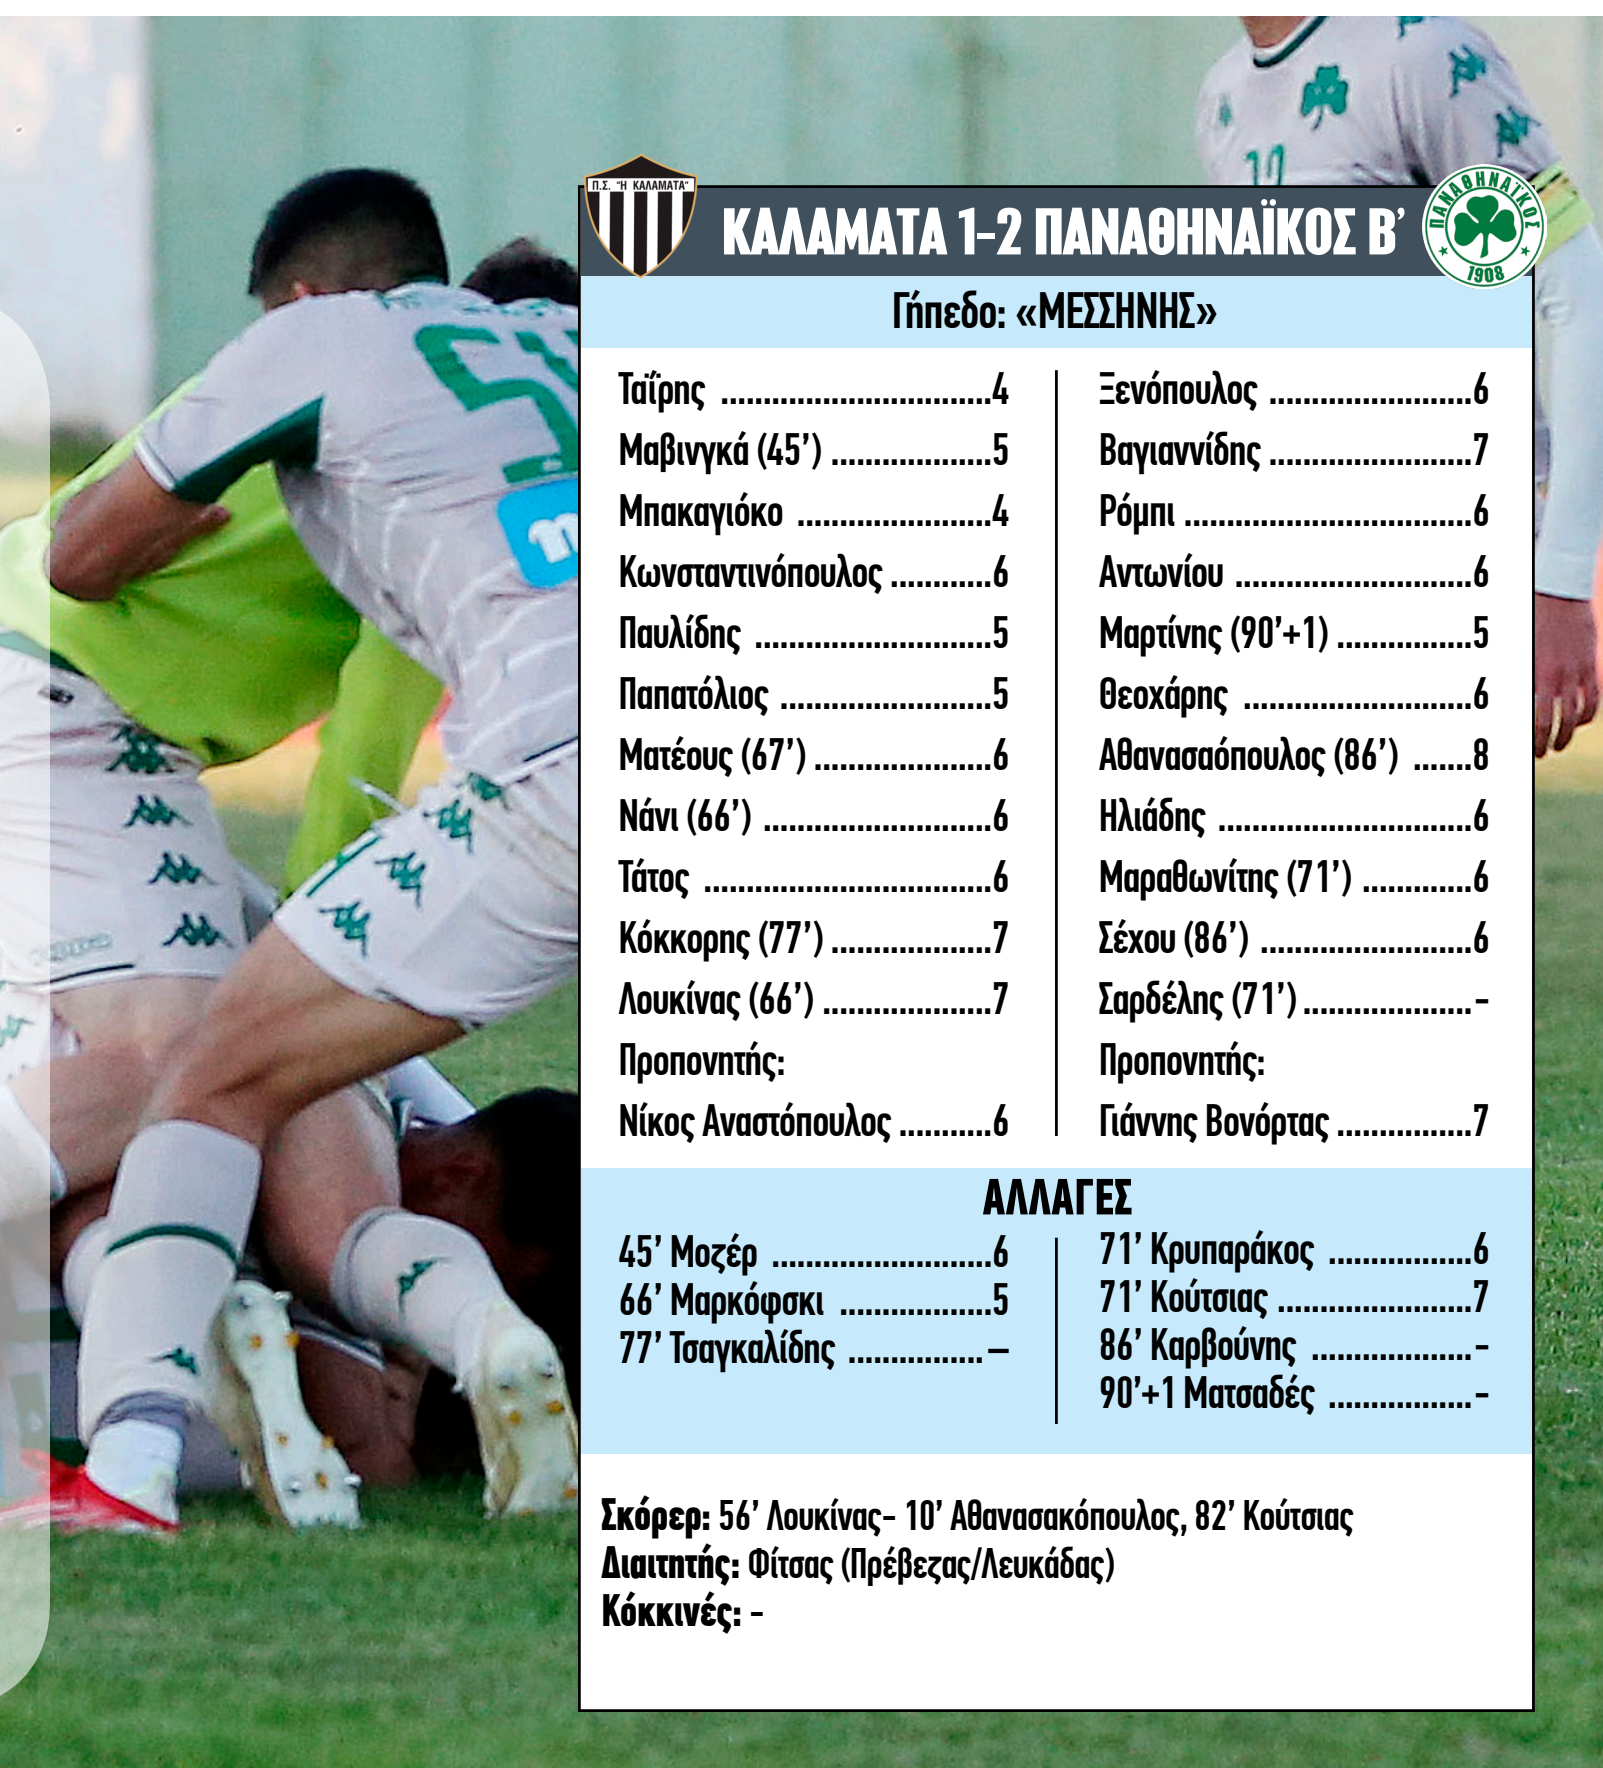 Π.Σ. "Η ΚΑΛΑΜΑΤΑ"
ΚΑΛΑΜΑΤΑ 1-2 ΠΑΝΑΘΗΝΑΪΚΟΣ Β’
ΠΑΝΑΘΗΝΑΪΚΟΣ
1908
Γήπεδο: «ΜΕΣΣΗΝΗΣ»
Ταΐρης ................................4
Μαβινγκά (45’) ...................5
Μπακαγιόκο .......................4
Κωνσταντινόπουλος ............6
Παυλίδης ............................5
Παπατόλιος .........................5
Ματέους (67’) .....................6
Νάνι (66’) ...........................6
Τάτος ..................................6
Κόκκορης (77’) ...................7
Λουκίνας (66’) ....................7
Προπονητής:
Νίκος Αναστόπουλος ...........6
Ξενόπουλος ........................6
Βαγιαννίδης ........................7
Ρόμπι ..................................6
Αντωνίου ............................6
Μαρτίνης (90’+1) ................5
Θεοχάρης ...........................6
Αθανασαόπουλος (86’) .......8
Ηλιάδης ..............................6
Μαραθωνίτης (71’) .............6
Σέχου (86’) .........................6
Σαρδέλης (71’) ....................-
Προπονητής:
Γιάννης Βονόρτας ................7
ΑΛΛΑΓΕΣ
45’ Μοζέρ ..........................6
66’ Μαρκόφσκι ..................5
77’ Τσαγκαλίδης ................–
71’ Κρυπαράκος .................6
71’ Κούτσιας .......................7
86’ Καρβούνης ...................-
90’+1 Ματσαδές .................-
Σκόρερ: 56’ Λουκίνας- 10’ Αθανασακόπουλος, 82’ Κούτσιας
Διαιτητής: Φίτσας (Πρέβεζας/Λευκάδας)
Κόκκινές: -